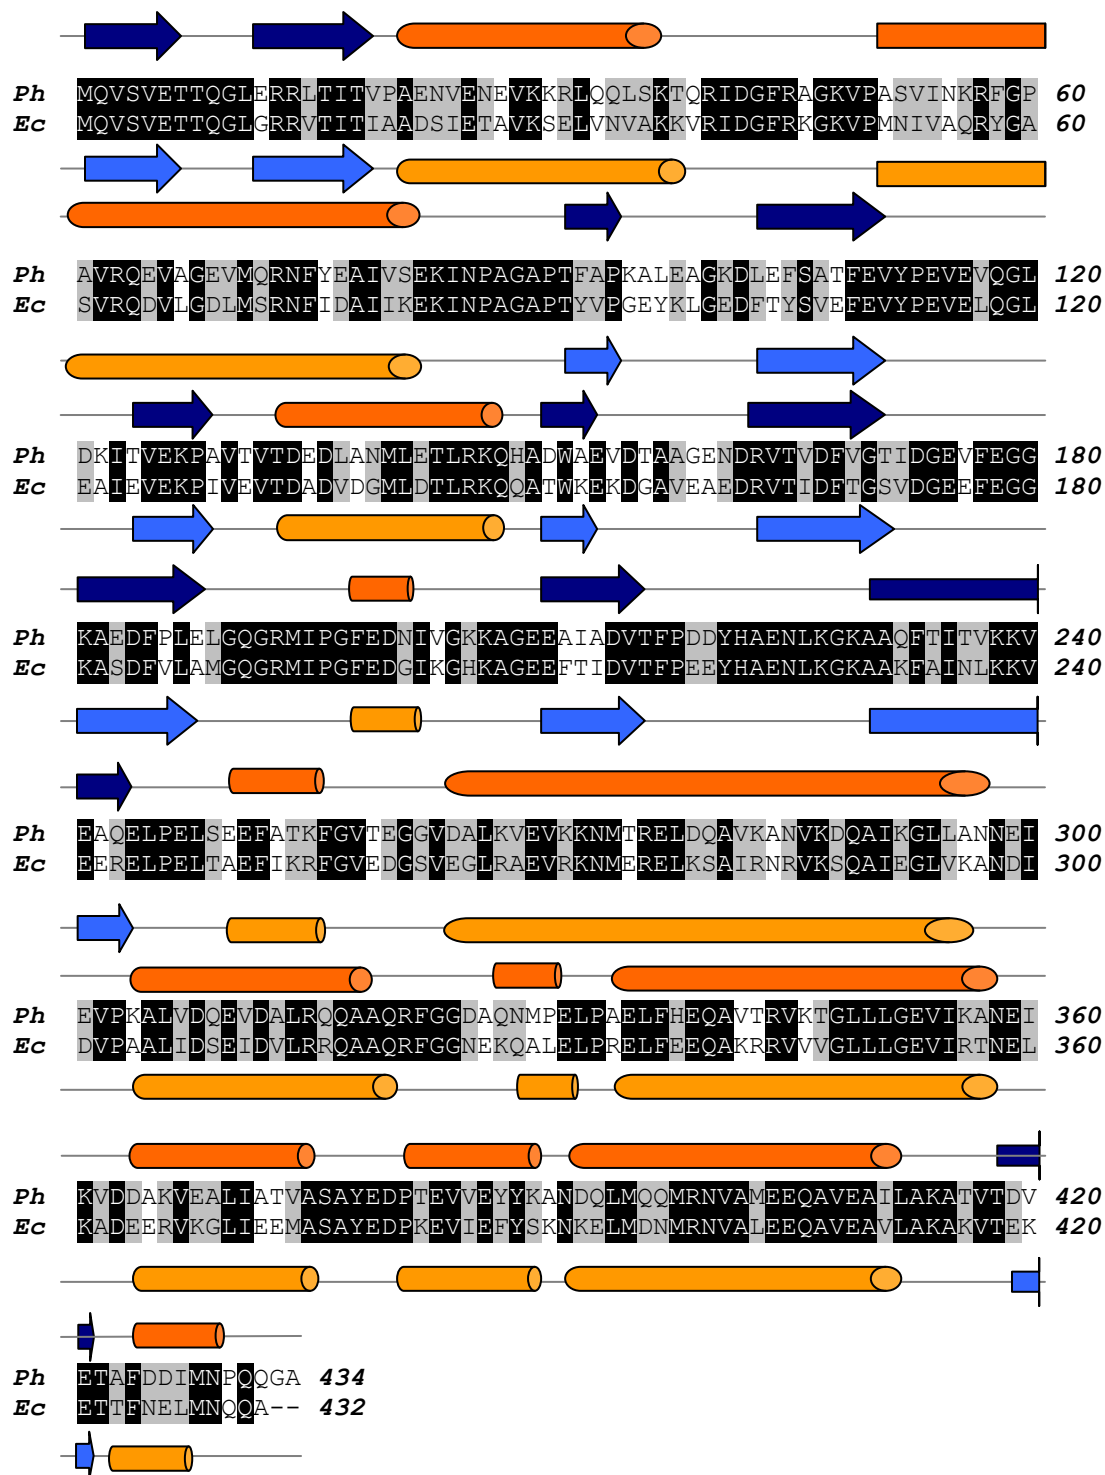 Ph MQVSVETTQGLERRLTITVPAENVENEVKKRLQQLSKTQRIDGFRAGKVPASVINKRFGP 60
Ec MQVSVETTQGLGRRVTITIAADSIETAVKSELVNVAKKVRIDGFRKGKVPMNIVAQRYGA 60
Ph AVRQEVAGEVMQRNFYEAIVSEKINPAGAPTFAPKALEAGKDLEFSATFEVYPEVEVQGL 120
Ec SVRQDVLGDLMSRNFIDAIIKEKINPAGAPTYVPGEYKLGEDFTYSVEFEVYPEVELQGL 120
Ph DKITVEKPAVTVTDEDLANMLETLRKQHADWAEVDTAAGENDRVTVDFVGTIDGEVFEGG 180
Ec EAIEVEKPIVEVTDADVDGMLDTLRKQQATWKEKDGAVEAEDRVTIDFTGSVDGEEFEGG 180
Ph KAEDFPLELGQGRMIPGFEDNIVGKKAGEEAIADVTFPDDYHAENLKGKAAQFTITVKKV 240
Ec KASDFVLAMGQGRMIPGFEDGIKGHKAGEEFTIDVTFPEEYHAENLKGKAAKFAINLKKV 240
Ph EAQELPELSEEFATKFGVTEGGVDALKVEVKKNMTRELDQAVKANVKDQAIKGLLANNEI 300
Ec EERELPELTAEFIKRFGVEDGSVEGLRAEVRKNMERELKSAIRNRVKSQAIEGLVKANDI 300
Ph EVPKALVDQEVDALRQQAAQRFGGDAQNMPELPAELFHEQAVTRVKTGLLLGEVIKANEI 360
Ec DVPAALIDSEIDVLRRQAAQRFGGNEKQALELPRELFEEQAKRRVVVGLLLGEVIRTNEL 360
Ph KVDDAKVEALIATVASAYEDPTEVVEYYKANDQLMQQMRNVAMEEQAVEAILAKATVTDV 420
Ec KADEERVKGLIEEMASAYEDPKEVIEFYSKNKELMDNMRNVALEEQAVEAVLAKAKVTEK 420
Ph ETAFDDIMNPQQGA 434
Ec ETTFNELMNQQA-- 432